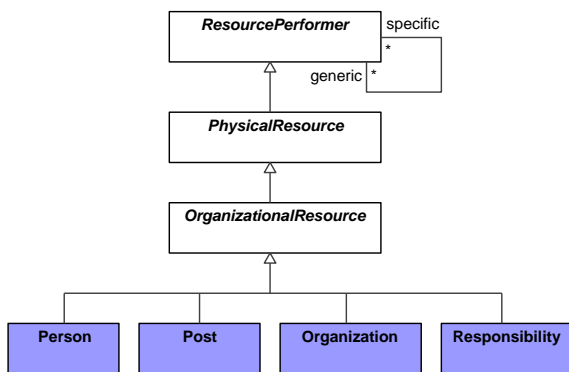 ResourcePerformer
specific
*
generic
*
PhysicalResource
OrganizationalResource
Person
Post
Organization
Responsibility